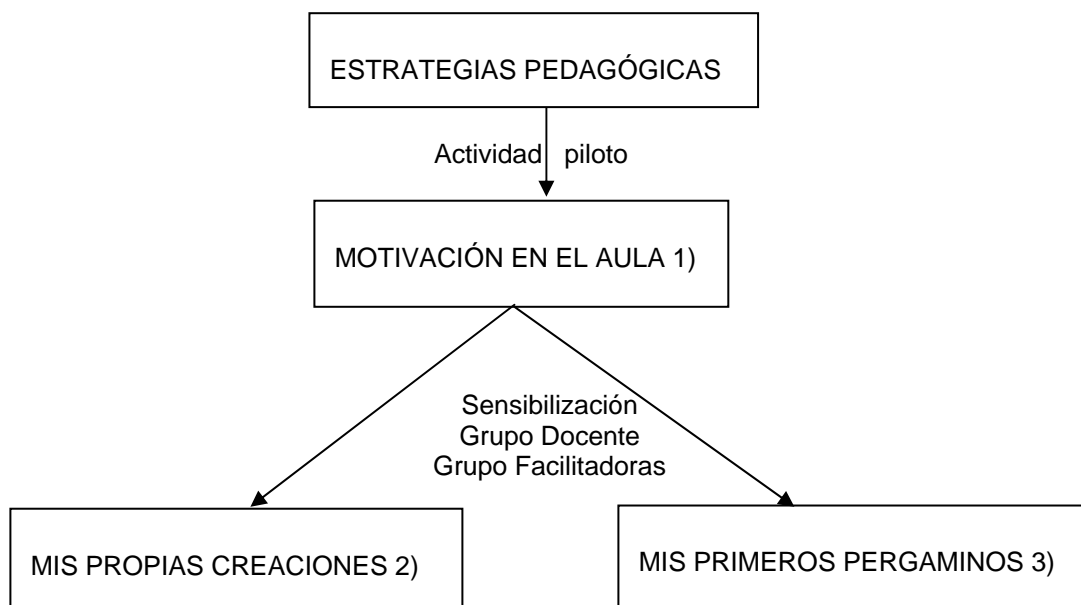 ESTRATEGIAS PEDAGÓGICAS
Actividad piloto
MOTIVACIÓN EN EL AULA 1)
Sensibilización
Grupo Docente
Grupo Facilitadoras
MIS PROPIAS CREACIONES 2)
MIS PRIMEROS PERGAMINOS 3)